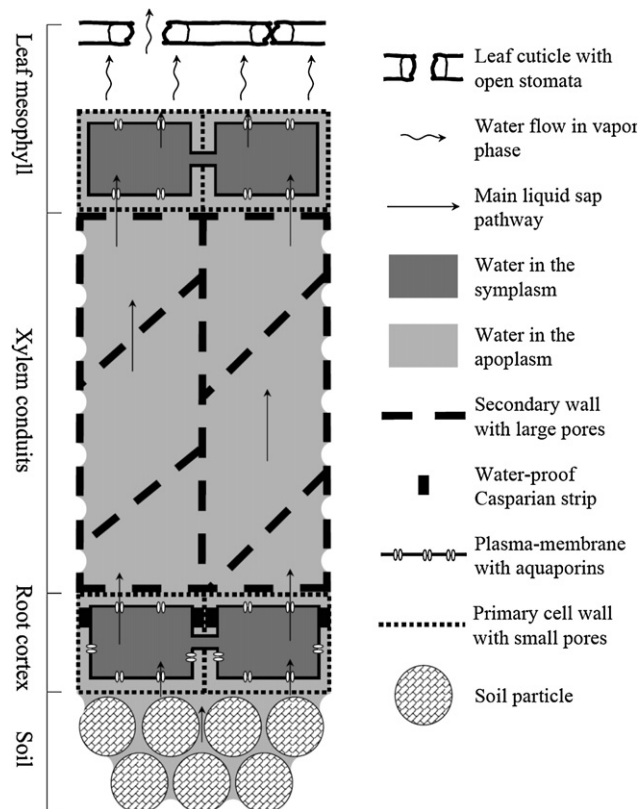 Leaf mesophyll
Xylem conduits
Root cortex
Soil
Leaf cuticle with
open stomata
Water flow in vapor
phase
Main liquid sap
pathway
Water in the
symplasm
Water in the
apoplasm
Secondary wall
with large pores
Water-proof
Casparian strip
Plasma-membrane
with aquaporins
Primary cell wall
with small pores
Soil particle